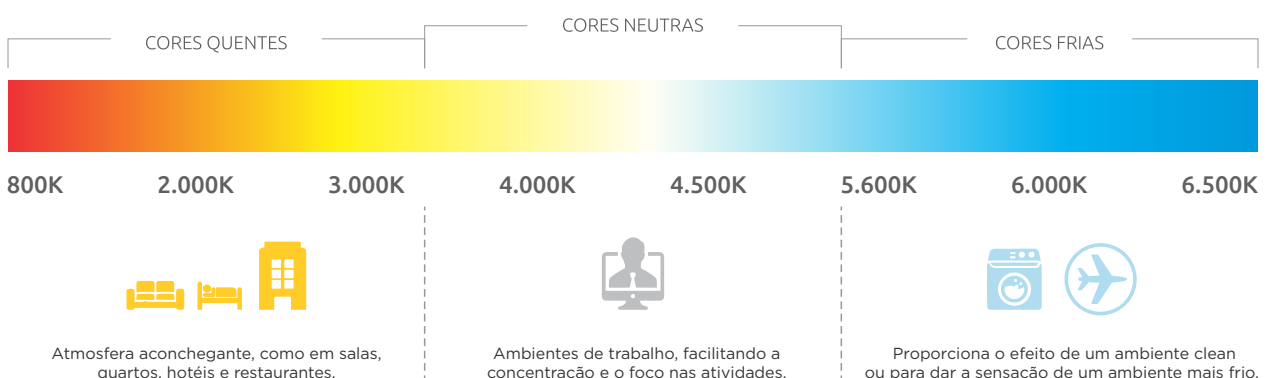 CORES QUENTES
CORES NEUTRAS
CORES FRIAS
800K 2.000K 3.000K 4.000K 4.500K 5.600K 6.000K 6.500K
Atmosfera aconchegante, como em salas,
quartos, hotéis e restaurantes.
Ambientes de trabalho, facilitando a
concentração e o foco nas atividades.
Proporciona o efeito de um ambiente clean
ou para dar a sensação de um ambiente mais frio.